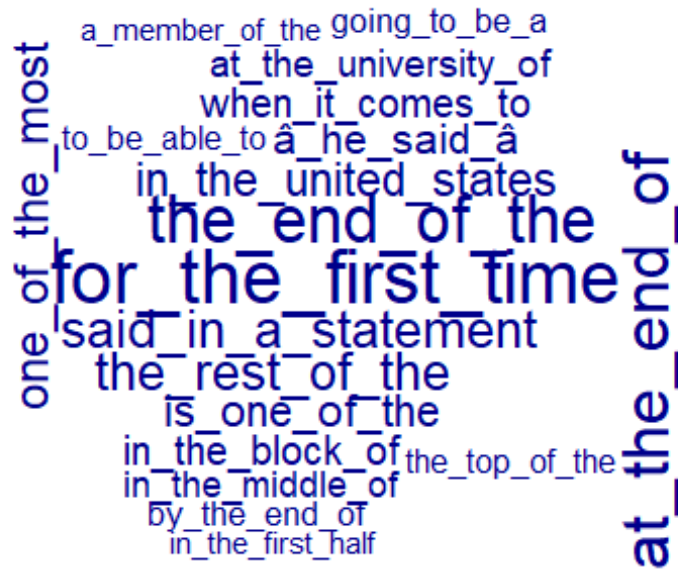 a_member_of_the
going_to_be_a
at_the_university_of
when_it_comes_to
to_be_able_to
â_he_said_â
in_the_united_states
the_end_of_the
for_the_first_time
said_in_a_statement
the_rest_of_the
is_one_of_the
in_the_block_of
the_top_of_the
in_the_middle_of
by_the_end_of
in_the_first_half
one_of_the_most
at_the_end_of